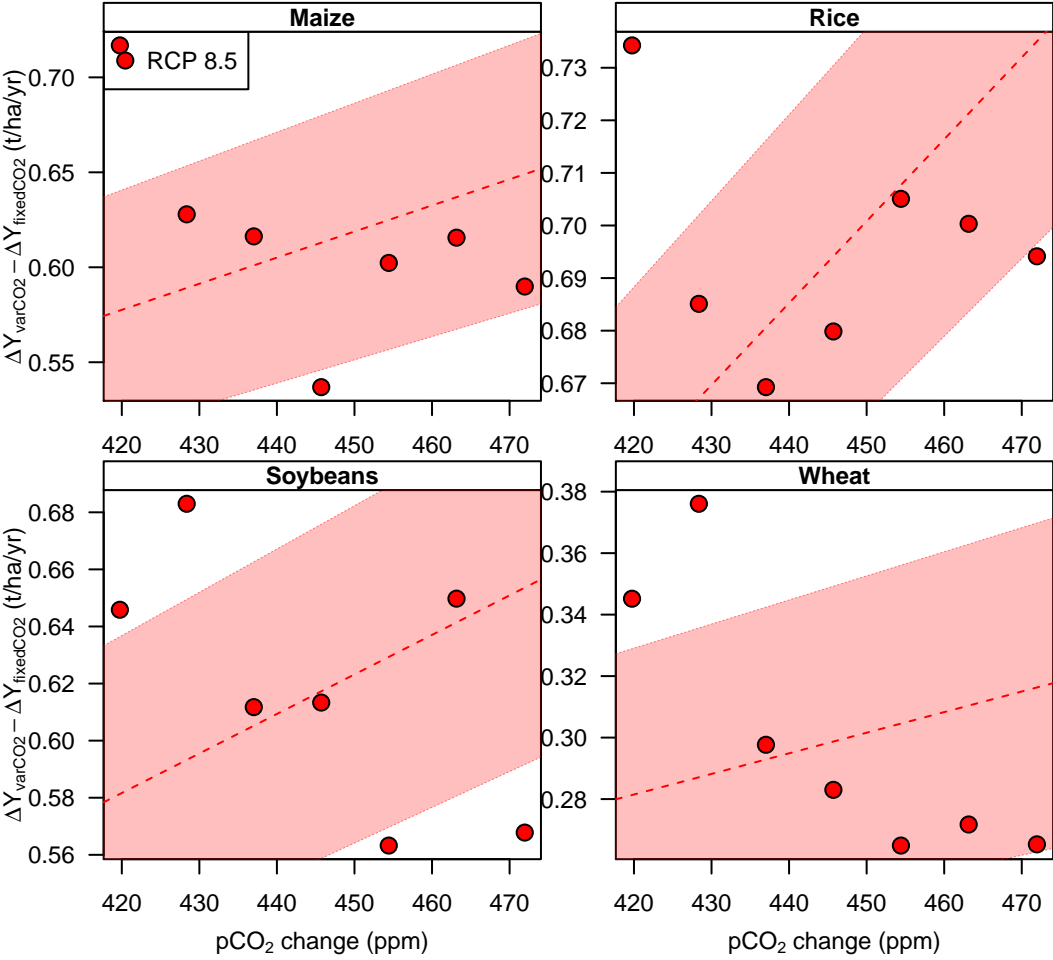 Maize
Rice
RCP 8.5
ΔY_varCO2 − ΔY_fixedCO2 (t/ha/yr)
0.70
0.65
0.60
0.55
420 430 440 450 460 470
0.73
0.72
0.71
0.70
0.69
0.68
0.67
420 430 440 450 460 470
Soybeans
Wheat
ΔY_varCO2 − ΔY_fixedCO2 (t/ha/yr)
0.68
0.66
0.64
0.62
0.60
0.58
0.56
420 430 440 450 460 470
pCO₂ change (ppm)
0.38
0.36
0.34
0.32
0.30
0.28
420 430 440 450 460 470
pCO₂ change (ppm)